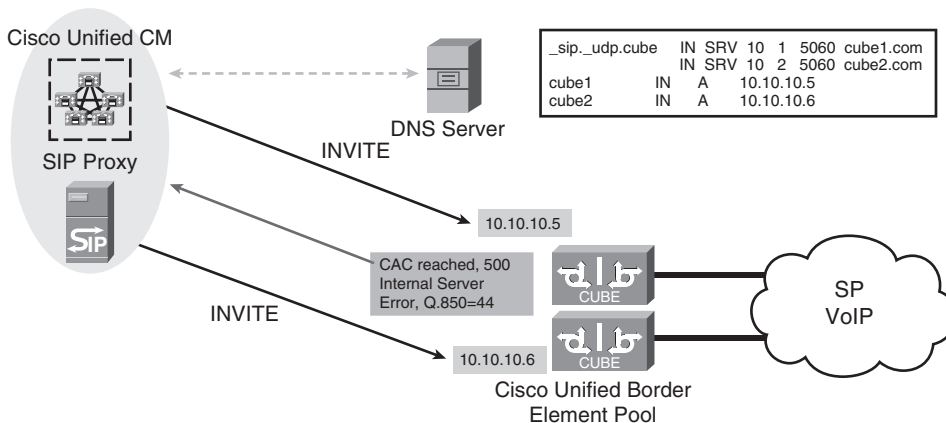 Cisco Unified CM
SIP Proxy
SIP
DNS Server
_sip._udp.cube IN SRV 10 1 5060 cube1.com
IN SRV 10 2 5060 cube2.com
cube1 IN A 10.10.10.5
cube2 IN A 10.10.10.6
INVITE
10.10.10.5
CAC reached, 500
Internal Server
Error, Q.850=44
CUBE
INVITE
10.10.10.6
CUBE
Cisco Unified Border
Element Pool
SP
VoIP